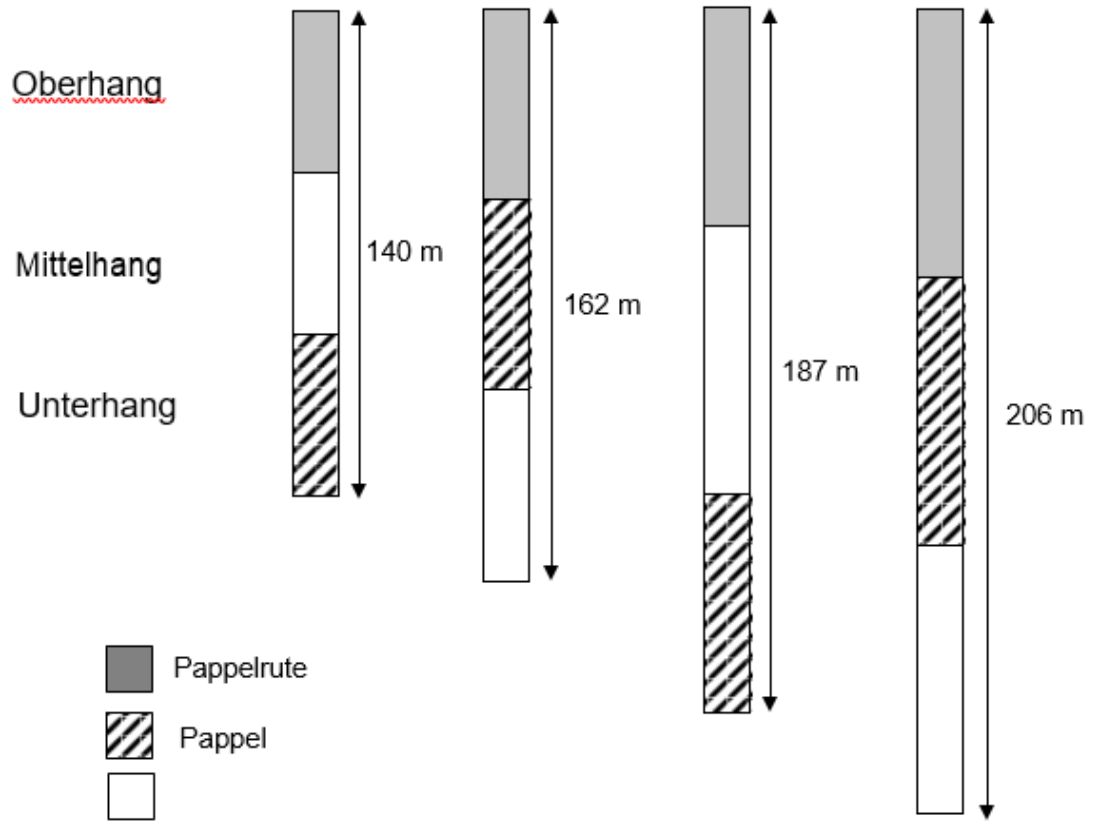 Oberhang
Mittelhang
Unterhang
140 m
162 m
187 m
206 m
Pappelrute
Pappel